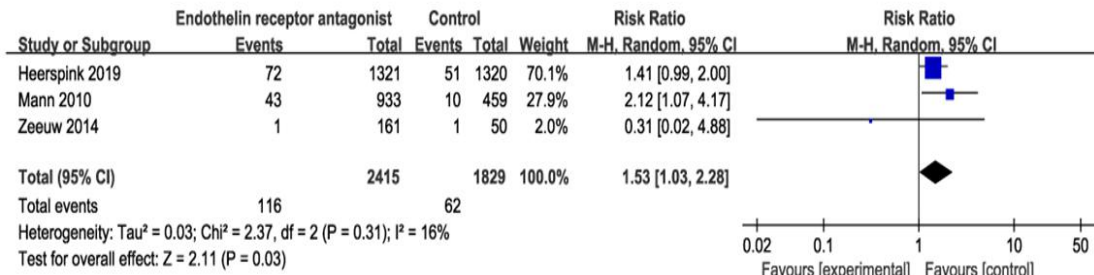 Endothelin receptor antagonist Control Risk Ratio Risk Ratio
Study or Subgroup Events Total Events Total Weight M-H, Random, 95% CI M-H, Random, 95% CI
Heerspink 2019 72 1321 51 1320 70.1% 1.41 [0.99, 2.00]
Mann 2010 43 933 10 459 27.9% 2.12 [1.07, 4.17]
Zeeuw 2014 1 161 1 50 2.0% 0.31 [0.02, 4.88]
Total (95% CI) 2415 1829 100.0% 1.53 [1.03, 2.28]
Total events 116 62
Heterogeneity: Tau² = 0.03; Chi² = 2.37, df = 2 (P = 0.31); I² = 16%
Test for overall effect: Z = 2.11 (P = 0.03)
0.02 0.1 1 10 50
Favours [experimental] Favours [control]